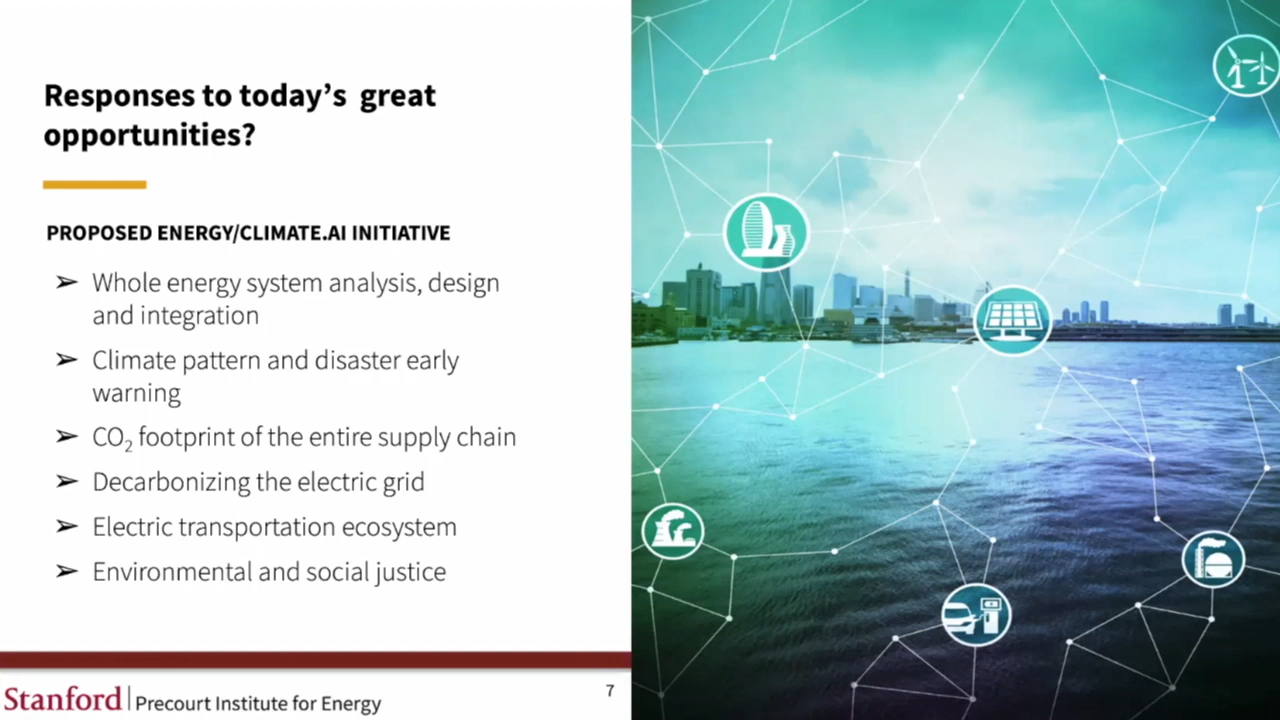 Responses to today’s great
opportunities?
PROPOSED ENERGY/CLIMATE.AI INITIATIVE
➢ Whole energy system analysis, design
and integration
➢ Climate pattern and disaster early
warning
➢ CO₂ footprint of the entire supply chain
➢ Decarbonizing the electric grid
➢ Electric transportation ecosystem
➢ Environmental and social justice
7
Stanford | Precourt Institute for Energy